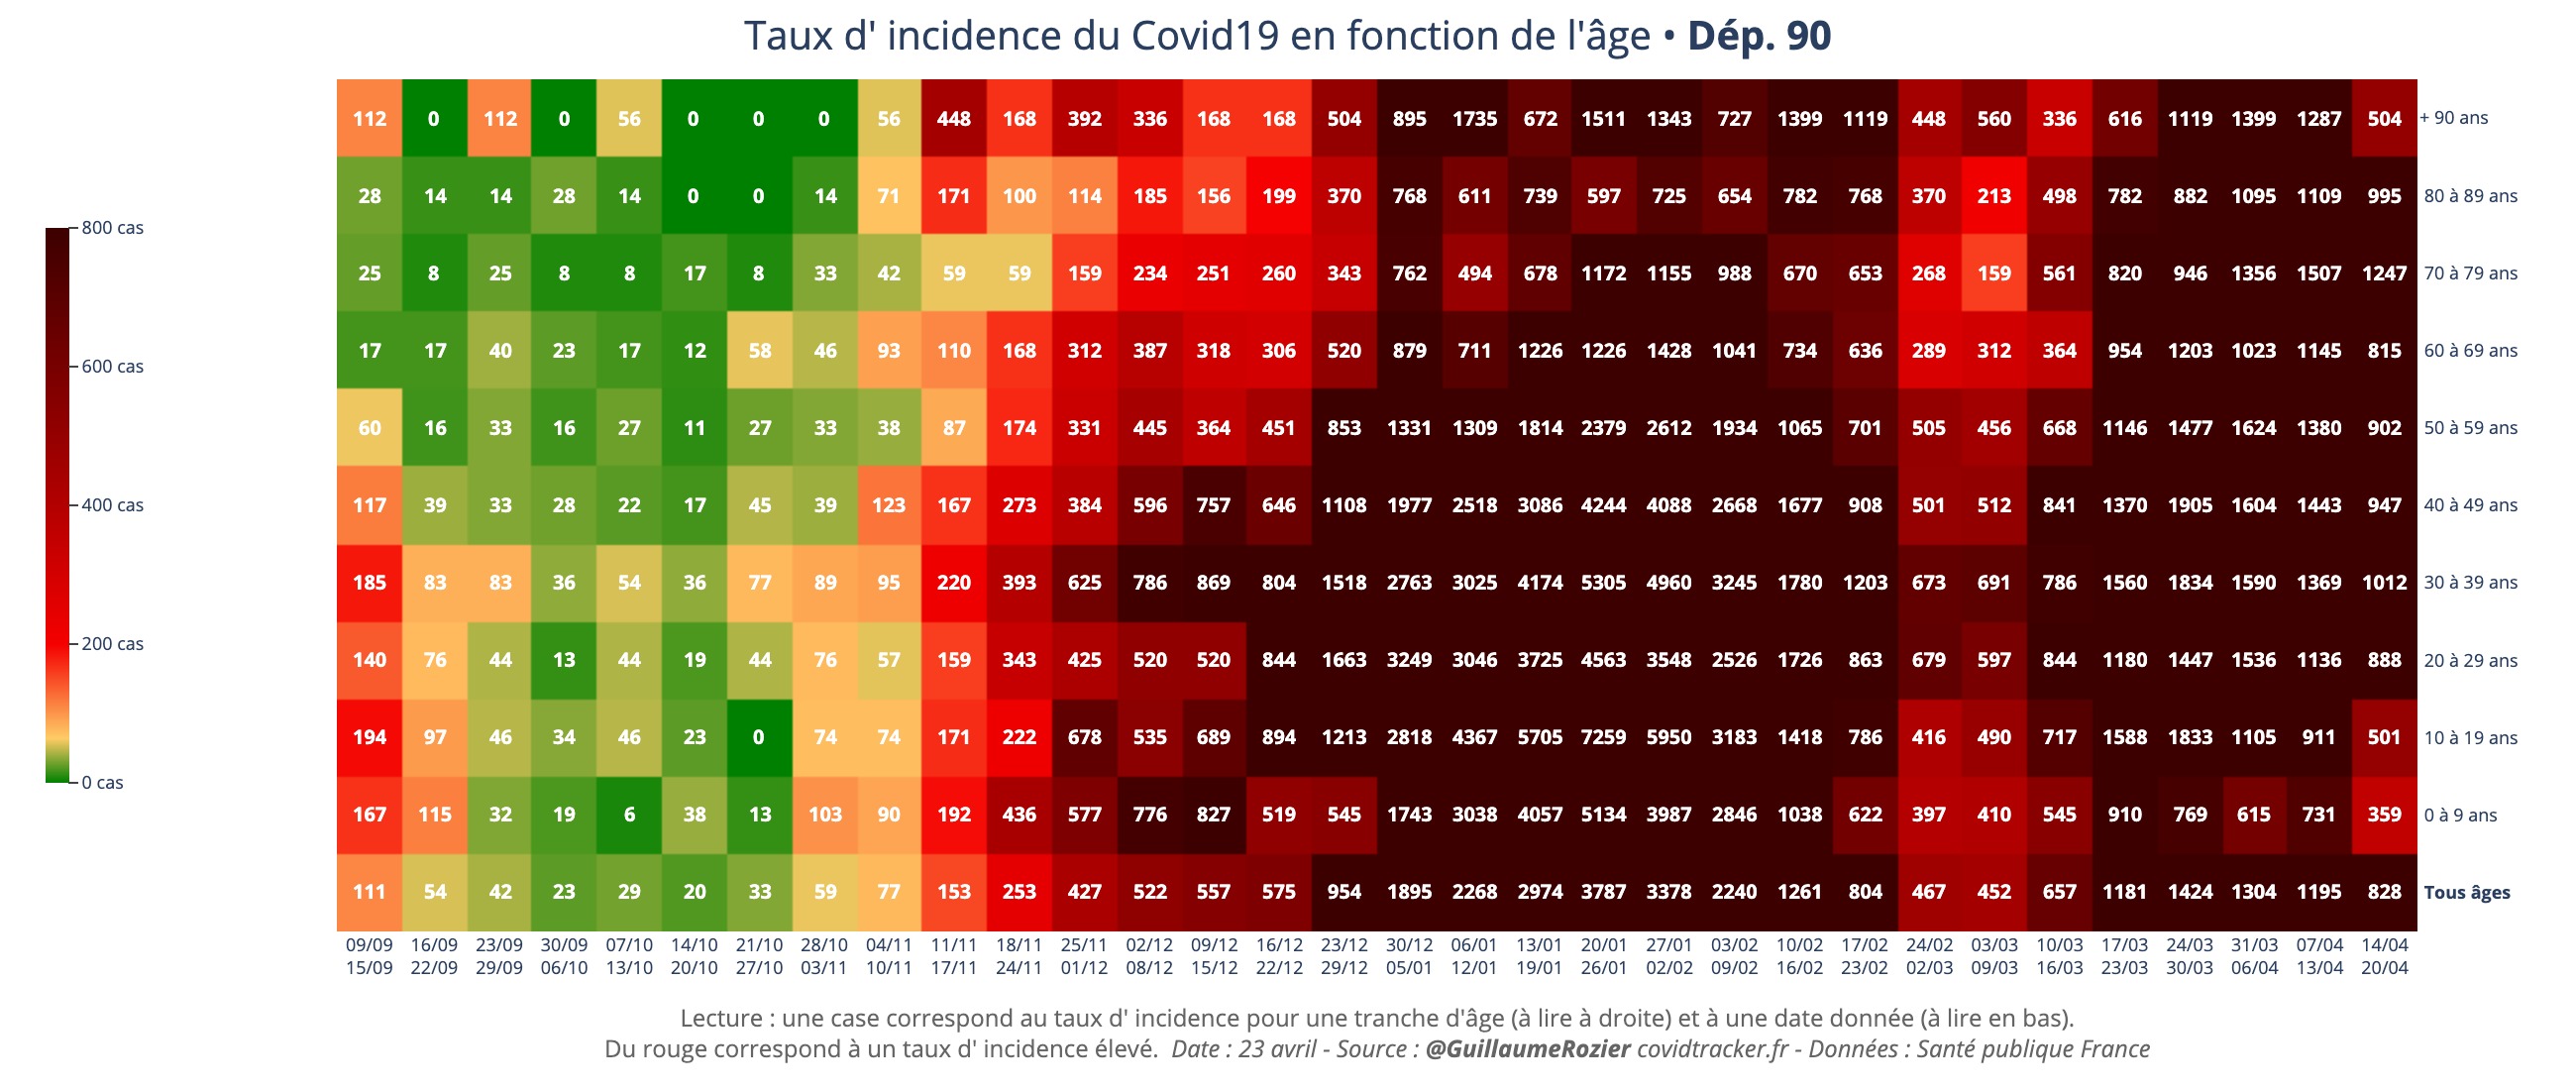 Taux d' incidence du Covid19 en fonction de l'âge • Dép. 90
112 0 112 0 56 0 0 0 56 448 168 392 336 168 168 504 895 1735 672 1511 1343 727 1399 1119 448 560 336 616 1119 1399 1287 504 + 90 ans
28 14 14 28 14 0 0 14 71 171 100 114 185 156 199 370 768 611 739 597 725 654 782 768 370 213 498 782 882 1095 1109 995 80 à 89 ans
25 8 25 8 8 17 8 33 42 59 59 159 234 251 260 343 762 494 678 1172 1155 988 670 653 268 159 561 820 946 1356 1507 1247 70 à 79 ans
17 17 40 23 17 12 58 46 93 110 168 312 387 318 306 520 879 711 1226 1226 1428 1041 734 636 289 312 364 954 1203 1023 1145 815 60 à 69 ans
60 16 33 16 27 11 27 33 38 87 174 331 445 364 451 853 1331 1309 1814 2379 2612 1934 1065 701 505 456 668 1146 1477 1624 1380 902 50 à 59 ans
117 39 33 28 22 17 45 39 123 167 273 384 596 757 646 1108 1977 2518 3086 4244 4088 2668 1677 908 501 512 841 1370 1905 1604 1443 947 40 à 49 ans
185 83 83 36 54 36 77 89 95 220 393 625 786 869 804 1518 2763 3025 4174 5305 4960 3245 1780 1203 673 691 786 1560 1834 1590 1369 1012 30 à 39 ans
140 76 44 13 44 19 44 76 57 159 343 425 520 520 844 1663 3249 3046 3725 4563 3548 2526 1726 863 679 597 844 1180 1447 1536 1136 888 20 à 29 ans
194 97 46 34 46 23 0 74 74 171 222 678 535 689 894 1213 2818 4367 5705 7259 5950 3183 1418 786 416 490 717 1588 1833 1105 911 501 10 à 19 ans
167 115 32 19 6 38 13 103 90 192 436 577 776 827 519 545 1743 3038 4057 5134 3987 2846 1038 622 397 410 545 910 769 615 731 359 0 à 9 ans
111 54 42 23 29 20 33 59 77 153 253 427 522 557 575 954 1895 2268 2974 3787 3378 2240 1261 804 467 452 657 1181 1424 1304 1195 828 Tous âges
09/09 16/09 23/09 30/09 07/10 14/10 21/10 28/10 04/11 11/11 18/11 25/11 02/12 09/12 16/12 23/12 30/12 06/01 13/01 20/01 27/01 03/02 10/02 17/02 24/02 03/03 10/03 17/03 24/03 31/03 07/04 14/04
15/09 22/09 29/09 06/10 13/10 20/10 27/10 03/11 10/11 17/11 24/11 01/12 08/12 15/12 22/12 29/12 05/01 12/01 19/01 26/01 02/02 09/02 16/02 23/02 02/03 09/03 16/03 23/03 30/03 06/04 13/04 20/04
800 cas
600 cas
400 cas
200 cas
0 cas
Lecture : une case correspond au taux d' incidence pour une tranche d'âge (à lire à droite) et à une date donnée (à lire en bas).
Du rouge correspond à un taux d' incidence élevé. Date : 23 avril - Source : @GuillaumeRozier covidtracker.fr - Données : Santé publique France